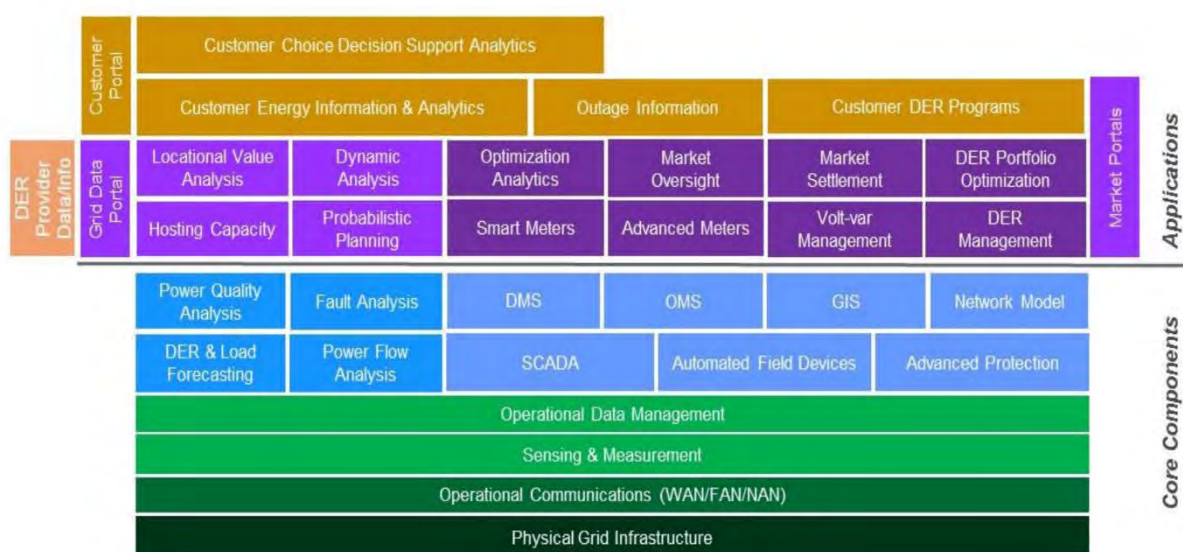 Customer Portal
Customer Choice Decision Support Analytics
Customer Energy Information & Analytics
Outage Information
Customer DER Programs
Market Portals
Applications
DER
Provider
Data/Info
Grid Data
Portal
Locational Value
Analysis
Dynamic
Analysis
Optimization
Analytics
Market
Oversight
Market
Settlement
DER Portfolio
Optimization
Hosting Capacity
Probabilistic
Planning
Smart Meters
Advanced Meters
Volt-var
Management
DER
Management
Power Quality
Analysis
Fault Analysis
DMS
OMS
GIS
Network Model
DER & Load
Forecasting
Power Flow
Analysis
SCADA
Automated Field Devices
Advanced Protection
Core Components
Operational Data Management
Sensing & Measurement
Operational Communications (WAN/FAN/NAN)
Physical Grid Infrastructure